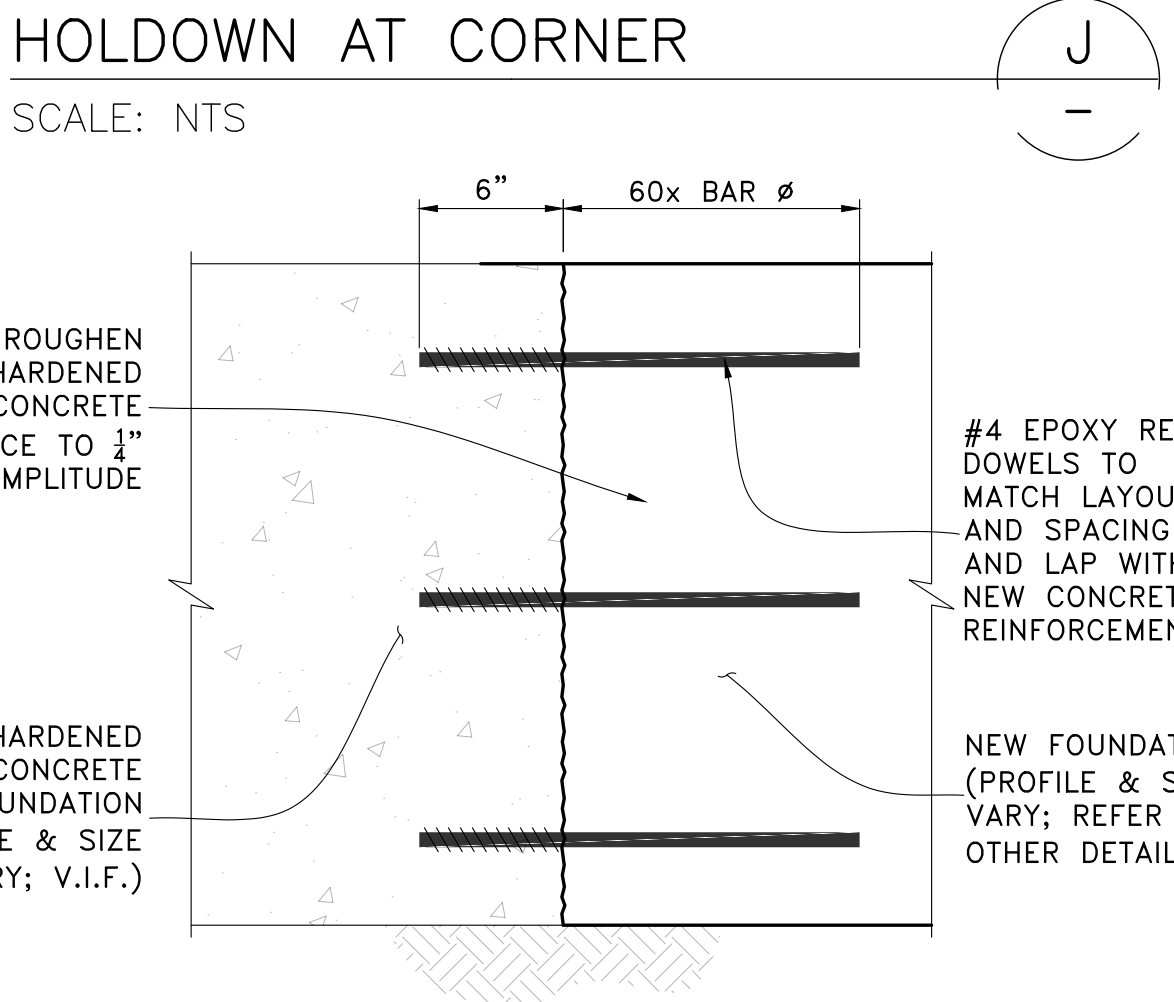 HOLDOWN AT CORNER
J
SCALE: NTS
–
6"
60x BAR ø
ROUGHEN
HARDENED
CONCRETE
CE TO 1/4"
MPLITUDE
#4 EPOXY RE
DOWELS TO
MATCH LAYOU
AND SPACING
AND LAP WITH
NEW CONCRET
REINFORCEMEN
HARDENED
CONCRETE
UNDATION
E & SIZE
RY; V.I.F.)
NEW FOUNDAT
(PROFILE & S
VARY; REFER
OTHER DETAIL